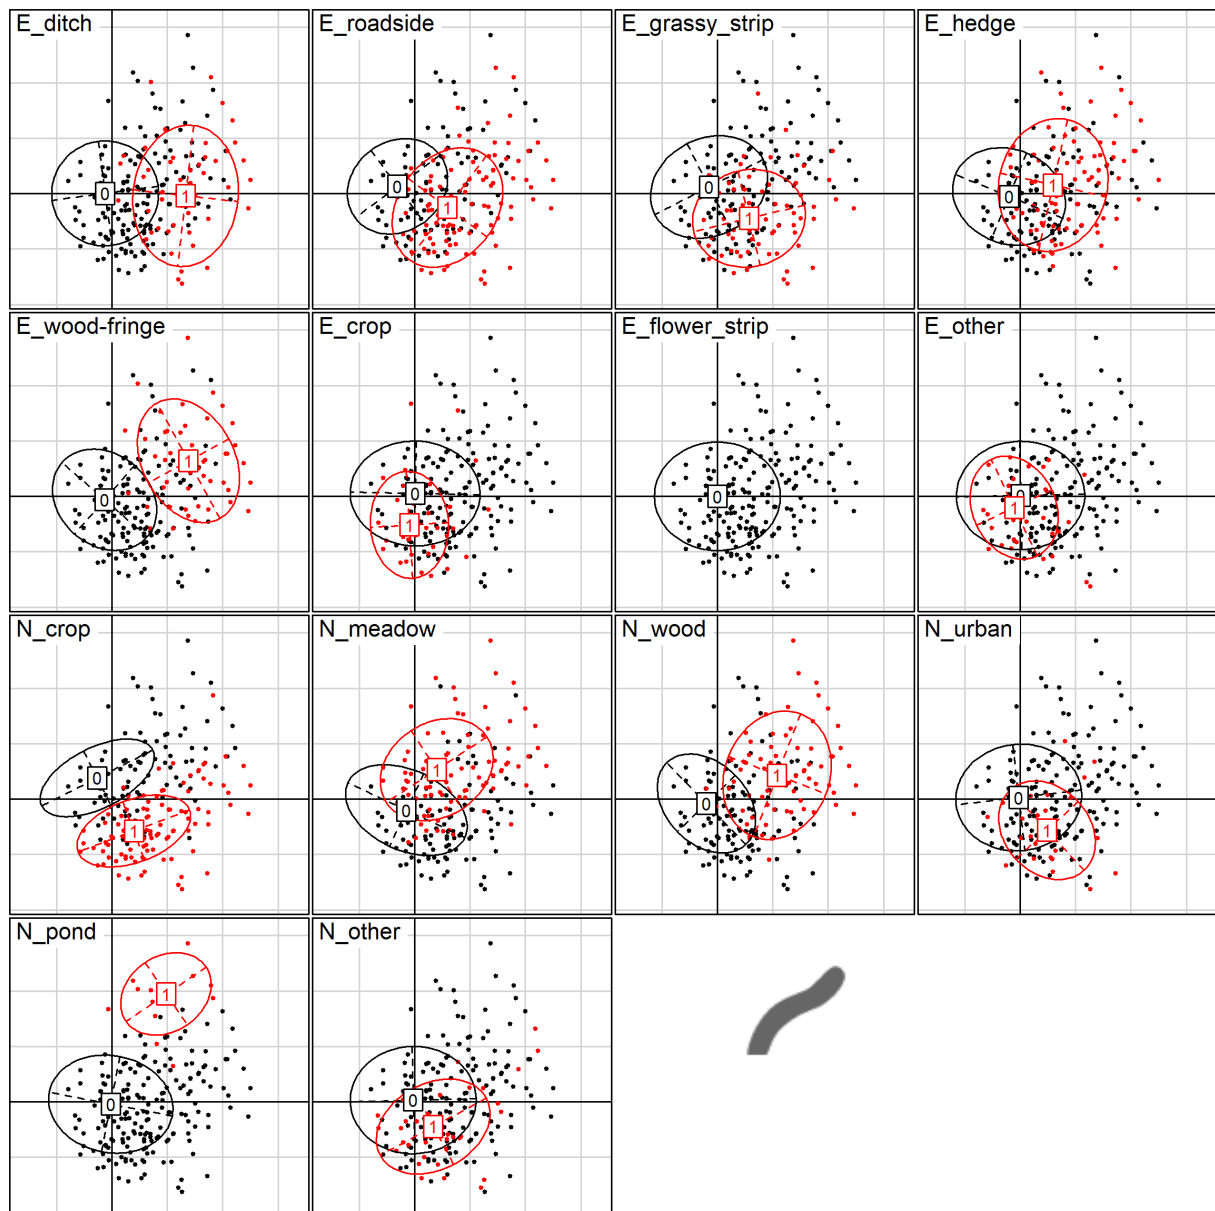 E_ditch E_roadside E_grassy_strip E_hedge
0 1 0 1 0 1 0 1
E_wood-fringe E_crop E_flower_strip E_other
0 1 0 1 0 0 1
N_crop N_meadow N_wood N_urban
0 1 0 1 0 1 0 1
N_pond N_other
1 0 0 1